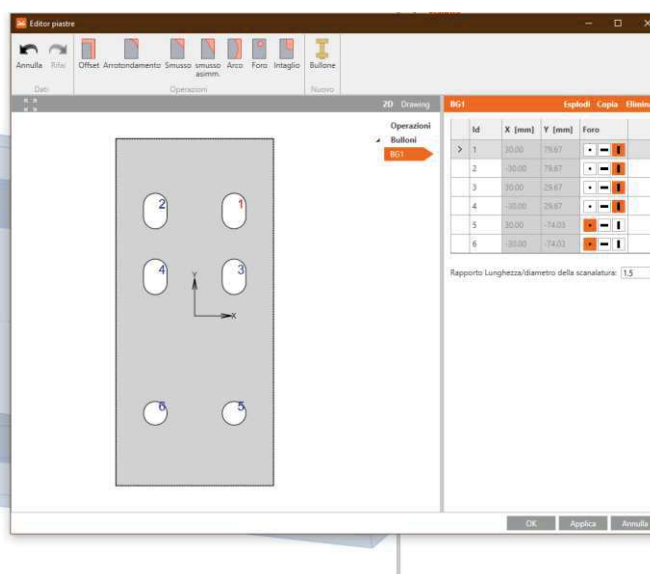 Editor piastre
Annulla Rifai Offset Arrotondamento Smusso smusso asimm. Arco Foro Intaglio Bullone
Dati Operazioni Nuovo
2D Drawing BG1 Esplodi Copia Elimina
Operazioni
Bulloni
BG1
Id X [mm] Y [mm] Foro
> 1 30.00 79.67
2 -30.00 79.67
3 30.00 29.67
4 -30.00 29.67
5 30.00 -74.03
6 -30.00 -74.03
Rapporto Lunghezza/diametro della scanalatura: 1.5
2 1
4 3
Y
X
6 5
OK Applica Annulla